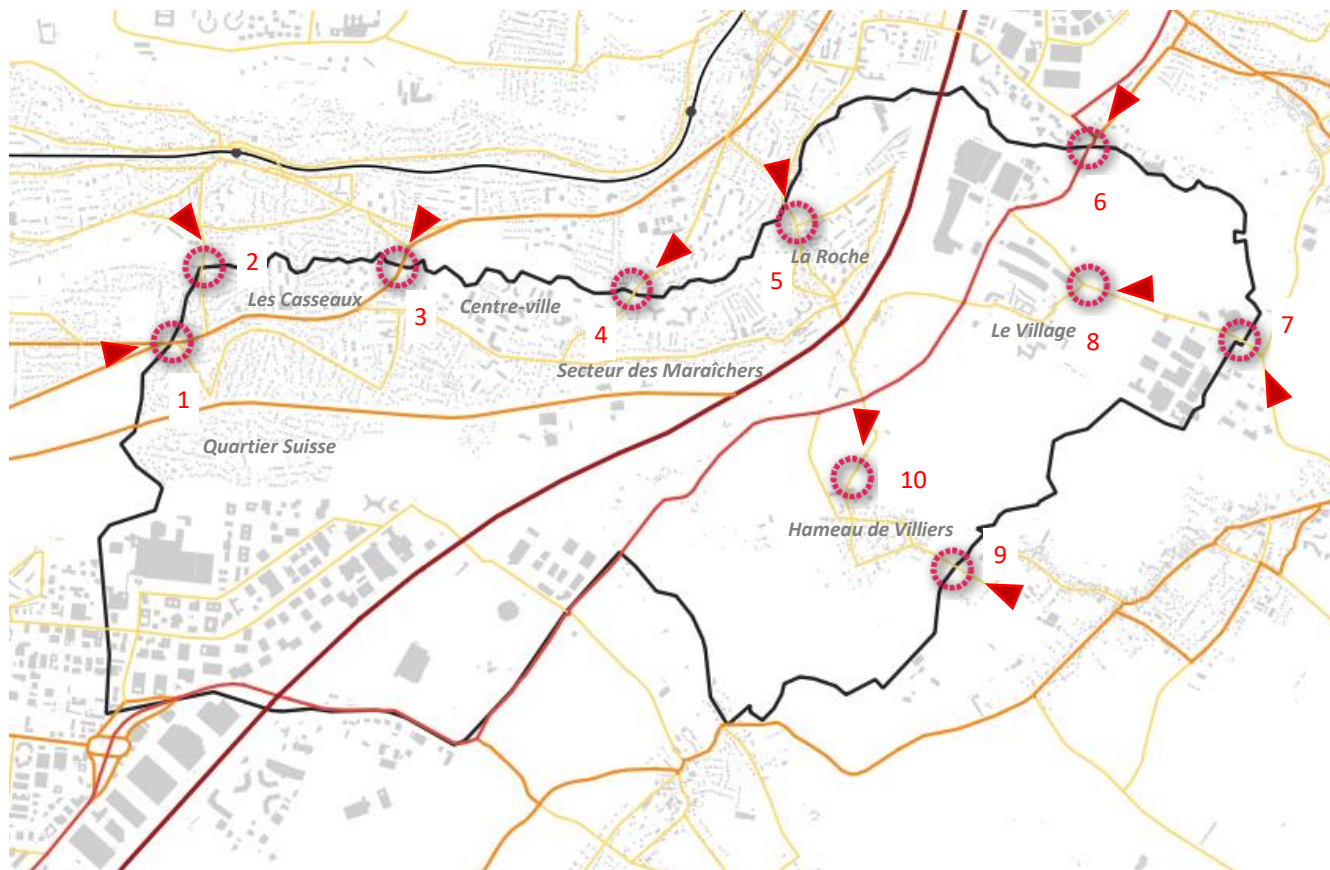 6
5
La Roche
2
Les Casseaux
Centre-ville
3
4
7
Le Village
8
Secteur des Maraîchers
1
Quartier Suisse
10
Hameau de Villiers
9